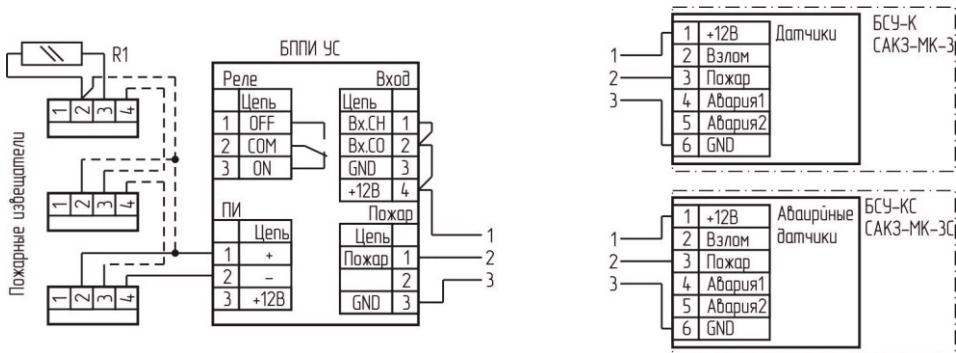 R1
Пожарные извещатели
1 2 3 4
1 2 3 4
1 2 3 4
БППИ УС
Реле
Цепь
1 OFF
2 COM
3 ON
ПИ
Цепь
1 +
2 –
3 +12В
Вход
Цепь
Вх.СН 1
Вх.СО 2
GND 3
+12В 4
Пожар
Цепь
Пожар 1
2
GND 3
1
2
3
1
2
3
1 +12В
2 Взлом
3 Пожар
4 Авария1
5 Авария2
6 GND
Датчики
БСУ-К
САКЗ-МК-3
1
2
3
1 +12В
2 Взлом
3 Пожар
4 Авария1
5 Авария2
6 GND
Аваирйные
датчики
БСУ-КС
САКЗ-МК-3С